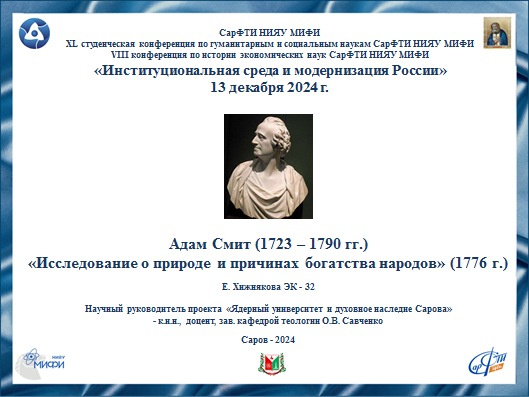 СарФТИ НИЯУ МИФИ
XL студенческая конференция по гуманитарным и социальным наукам СарФТИ НИЯУ МИФИ
VIII конференция по истории экономических наук СарФТИ НИЯУ МИФИ
«Институциональная среда и модернизация России»
13 декабря 2024 г.
Адам Смит (1723 – 1790 гг.)
«Исследование о природе и причинах богатства народов» (1776 г.)
Е. Хижнякова ЭК - 32
Научный руководитель проекта «Ядерный университет и духовное наследие Сарова»
- к.и.н., доцент, зав. кафедрой теологии О.В. Савченко
Саров - 2024
НИЯУ
МИФИ
СарФТИ